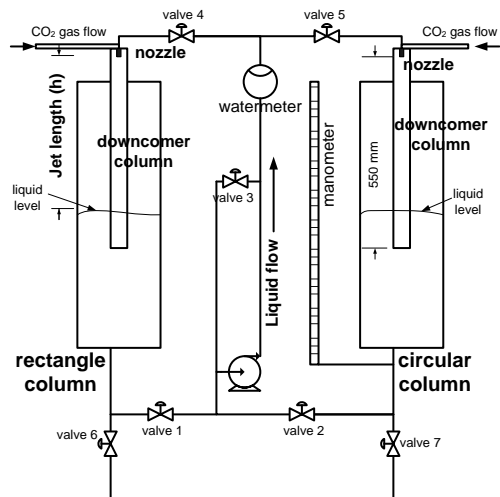 valve 4
valve 5
CO2 gas flow
CO2 gas flow
nozzle
nozzle
Jet length (h)
watermeter
downcomer
column
downcomer
column
manometer
550 mm
liquid
level
valve 3
liquid
level
Liquid flow
rectangle
column
circular
column
valve 6
valve 1
valve 2
valve 7